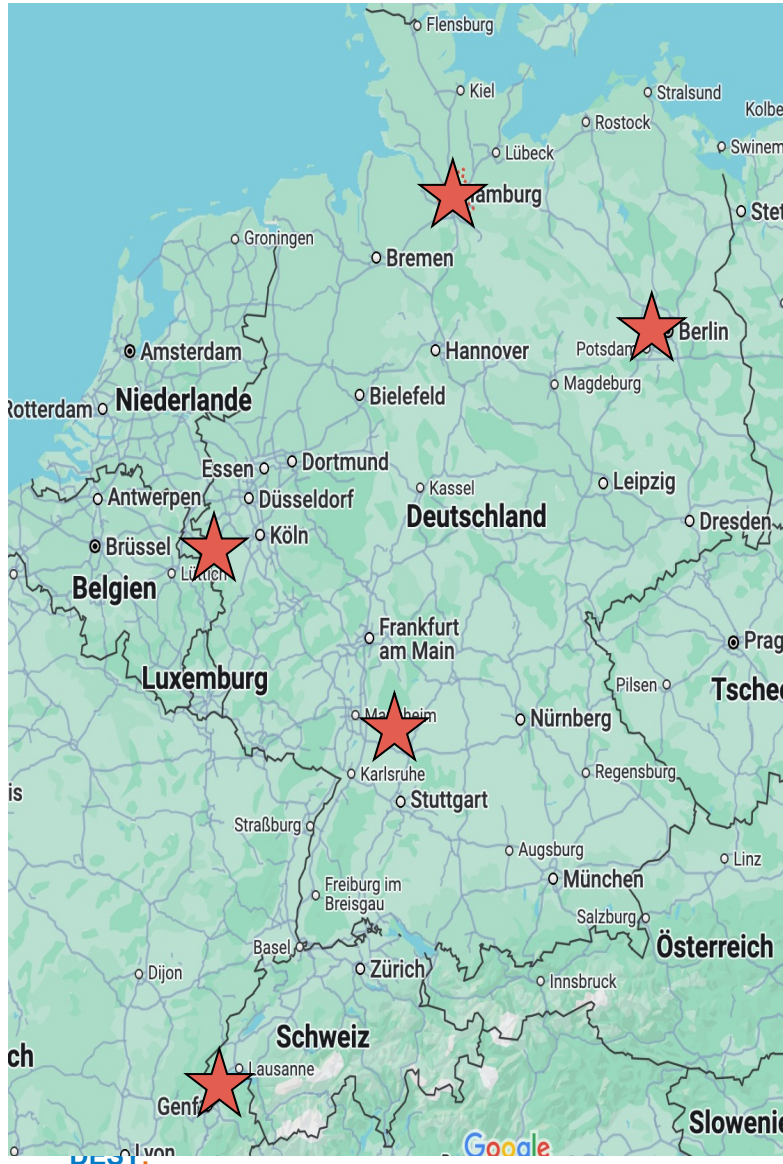 Flensburg
Kiel
Stralsund
Kolbe
Rostock
Swinem
Lübeck
amburg
Stet
Groningen
Bremen
Berlin
Potsdam
Amsterdam
Hannover
Magdeburg
Niederlande
Bielefeld
Rotterdam
Essen
Dortmund
Kassel
Leipzig
Antwerpen
Düsseldorf
Deutschland
Dresden
Brüssel
Köln
Lüttich
Belgien
Frankfurt
am Main
Prag
Luxemburg
Pilsen
Tsche
Mannheim
Nürnberg
Karlsruhe
Regensburg
is
Stuttgart
Straßburg
Augsburg
Linz
München
Freiburg im
Breisgau
Salzburg
Basel
Österreich
Zürich
Dijon
Innsbruck
Schweiz
ch
Lausanne
Genf
Slowenie
Google
Lyon